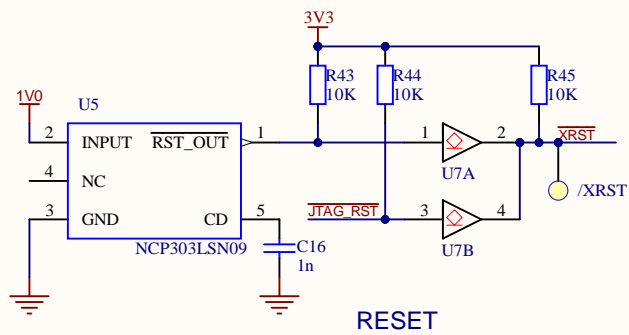 3V3
R43
10K
R44
10K
R45
10K
1V0
U5
2
INPUT
RST_OUT
1
1
2
XRST
4
NC
U7A
/XRST
3
GND
CD
5
JTAG_RST
3
4
NCP303LSN09
C16
1n
U7B
RESET